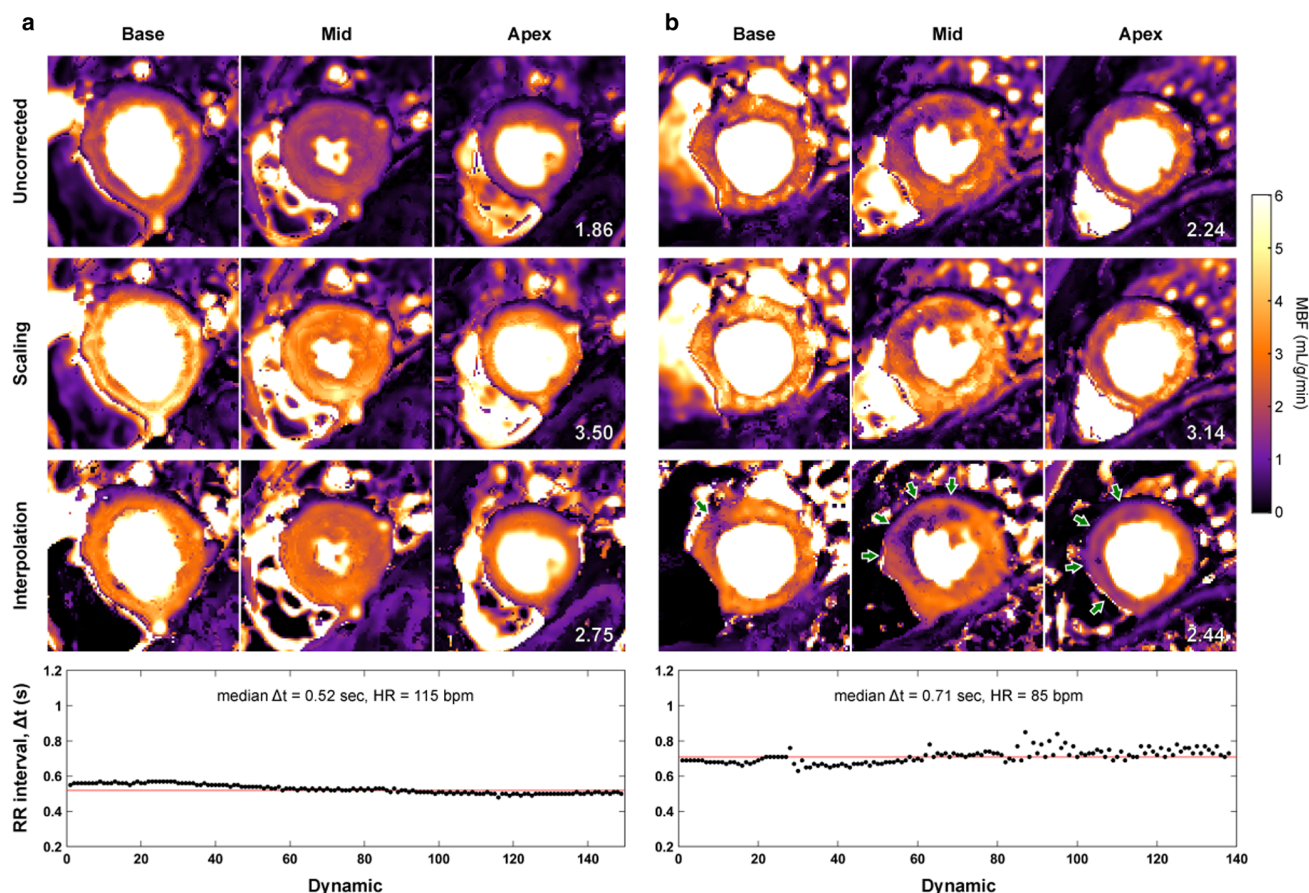 a
b
Base Mid Apex
Base Mid Apex
Uncorrected
1.86
2.24
Scaling
3.50
3.14
Interpolation
2.75
2.44
6
5
4
3
2
1
0
MBF (mL/g/min)
RR interval, Δt (s)
1.2
1
0.8
0.6
0.4
0.2
median Δt = 0.52 sec, HR = 115 bpm
0 20 40 60 80 100 120 140
Dynamic
1.2
1
0.8
0.6
0.4
0.2
median Δt = 0.71 sec, HR = 85 bpm
0 20 40 60 80 100 120 140
Dynamic